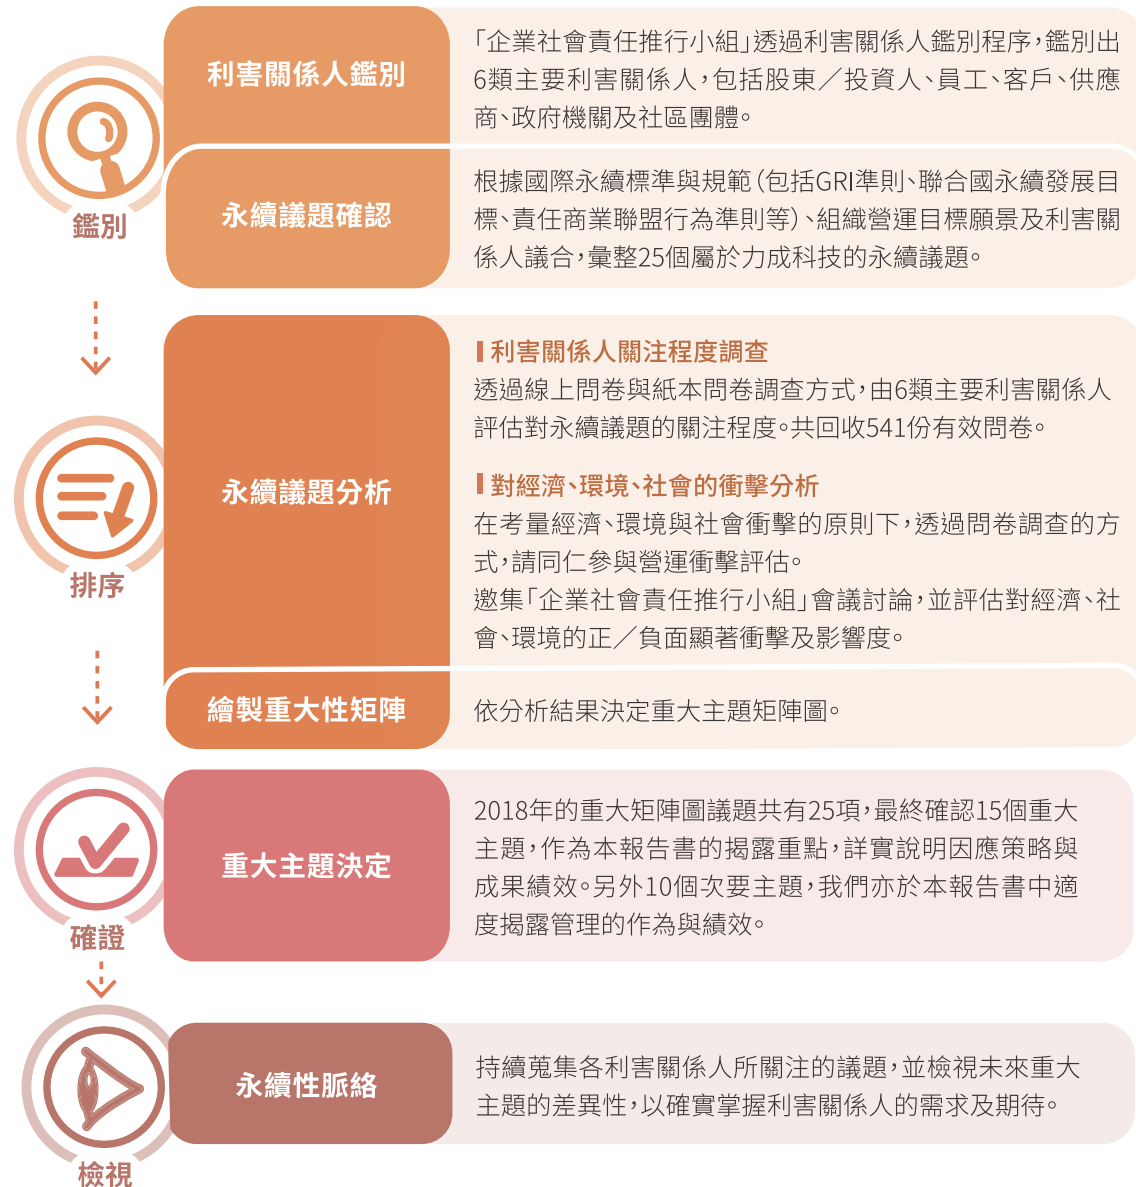 利害關係人鑑別
「企業社會責任推行小組」透過利害關係人鑑別程序，鑑別出
6類主要利害關係人，包括股東／投資人、員工、客戶、供應
商、政府機關及社區團體。
鑑別
永續議題確認
根據國際永續標準與規範（包括GRI準則、聯合國永續發展目
標、責任商業聯盟行為準則等）、組織營運目標願景及利害關
係人議合，彙整25個屬於力成科技的永續議題。
排序
永續議題分析
利害關係人關注程度調查
透過線上問卷與紙本問卷調查方式，由6類主要利害關係人
評估對永續議題的關注程度。共回收541份有效問卷。
對經濟、環境、社會的衝擊分析
在考量經濟、環境與社會衝擊的原則下，透過問卷調查的方
式，請同仁參與營運衝擊評估。
邀集「企業社會責任推行小組」會議討論，並評估對經濟、社
會、環境的正／負面顯著衝擊及影響度。
繪製重大性矩陣
依分析結果決定重大主題矩陣圖。
確證
重大主題決定
2018年的重大矩陣圖議題共有25項，最終確認15個重大
主題，作為本報告書的揭露重點，詳實說明因應策略與
成果績效。另外10個次要主題，我們亦於本報告書中適
度揭露管理的作為與績效。
檢視
永續性脈絡
持續蒐集各利害關係人所關注的議題，並檢視未來重大
主題的差異性，以確實掌握利害關係人的需求及期待。